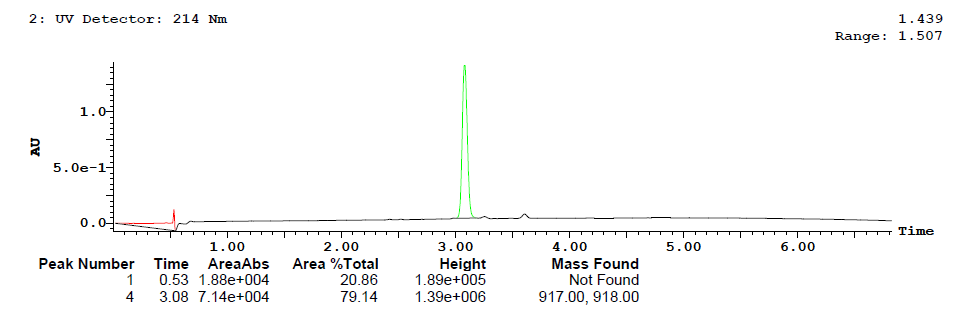 2: UV Detector: 214 Nm 1.439
Range: 1.507
1.0
AU
5.0e-1
0.0
Time
1.00 2.00 3.00 4.00 5.00 6.00
Peak Number Time AreaAbs Area %Total Height Mass Found
1 0.53 1.88e+004 20.86 1.89e+005 Not Found
4 3.08 7.14e+004 79.14 1.39e+006 917.00, 918.00